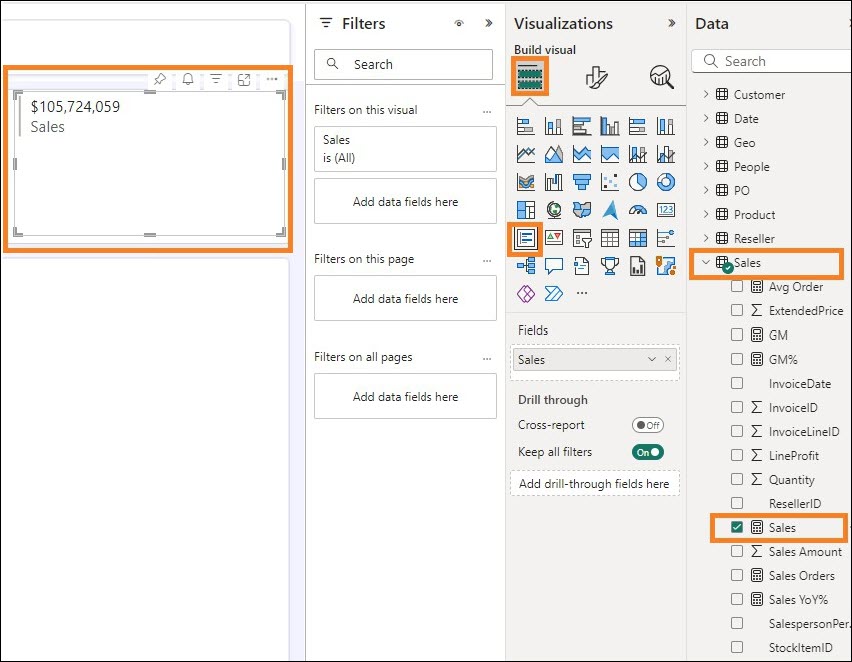 $105,724,059
Sales
Filters
Search
Filters on this visual
...
Sales
is (All)
Add data fields here
Filters on this page
...
Add data fields here
Filters on all pages
...
Add data fields here
Visualizations
Build visual
123
...
Fields
Sales
Drill through
Cross-report
Off
Keep all filters
On
Add drill-through fields here
Data
Search
Customer
Date
Geo
People
PO
Product
Reseller
Sales
Avg Order
ExtendedPrice
GM
GM%
InvoiceDate
InvoiceID
InvoiceLineID
LineProfit
Quantity
ResellerID
Sales
Sales Amount
Sales Orders
Sales YoY%
SalespersonPer...
StockItemID